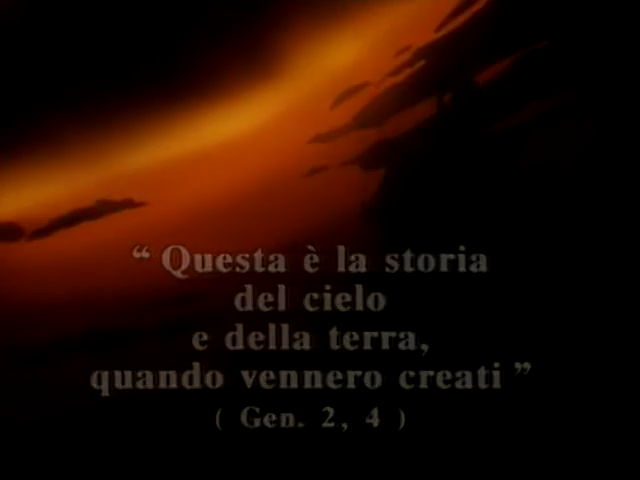 “ Questa è la storia
del cielo
e della terra,
quando vennero creati ”
( Gen. 2, 4 )